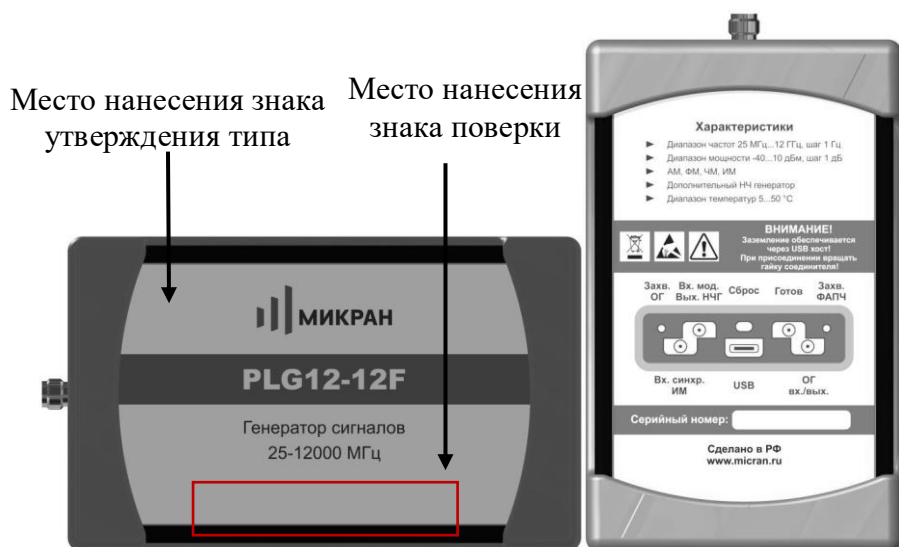 Место нанесения знака
утверждения типа
Место нанесения
знака поверки
МИКРАН
PLG12-12F
Генератор сигналов
25-12000 МГц
Характеристики
Диапазон частот 25 МГц...12 ГГц, шаг 1 Гц
Диапазон мощности -40...10 дБм, шаг 1 дБ
АМ, ФМ, ЧМ, ИМ
Дополнительный НЧ генератор
Диапазон температур 5...50 °С
ВНИМАНИЕ!
Заземление обеспечивается
через USB хост!
При присоединении вращать
гайку соединителя!
Захв. ОГ
Вх. мод. Вых. НЧГ
Сброс
Готов
Захв. ФАПЧ
Вх. синхр. ИМ
USB
ОГ вх./вых.
Серийный номер:
Сделано в РФ
www.micran.ru